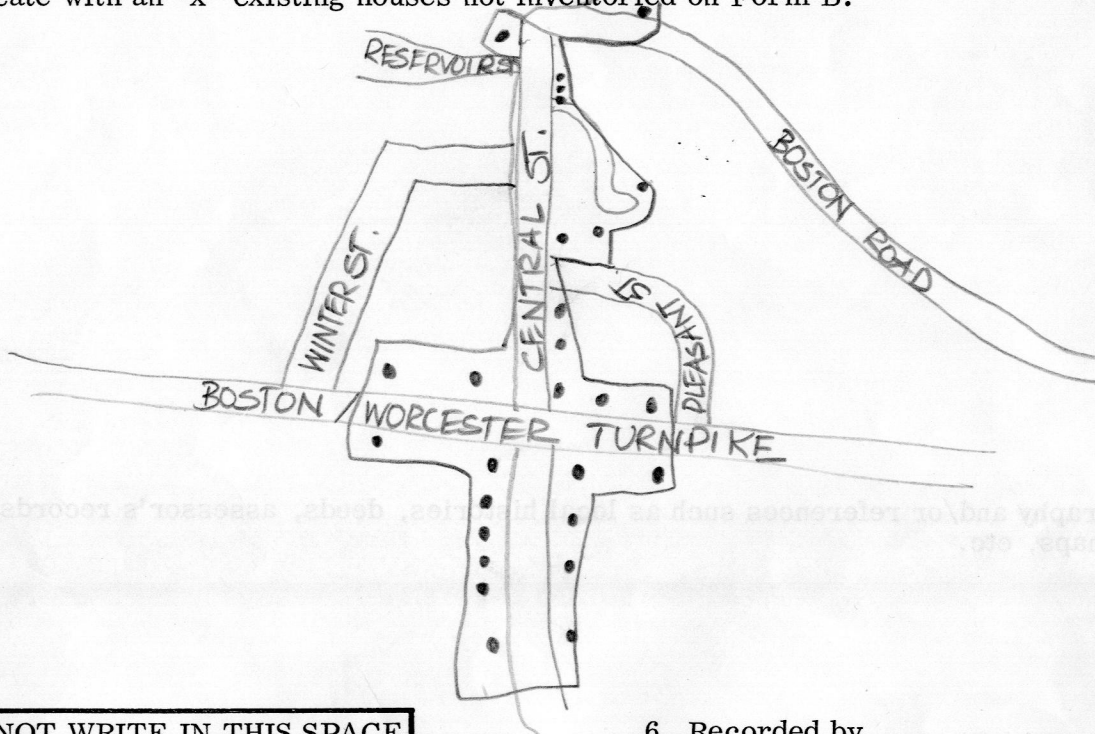 cate with an "x" existing houses not inventoried on Form B.
RESERVOIR ST
CENTRAL ST.
BOSTON ROAD
WINTER ST.
PLEASANT ST
BOSTON / WORCESTER TURNPIKE
raphy and/or references such as local histories, deeds, assessor's records,
maps, etc.
NOT WRITE IN THIS SPACE
6. Recorded by